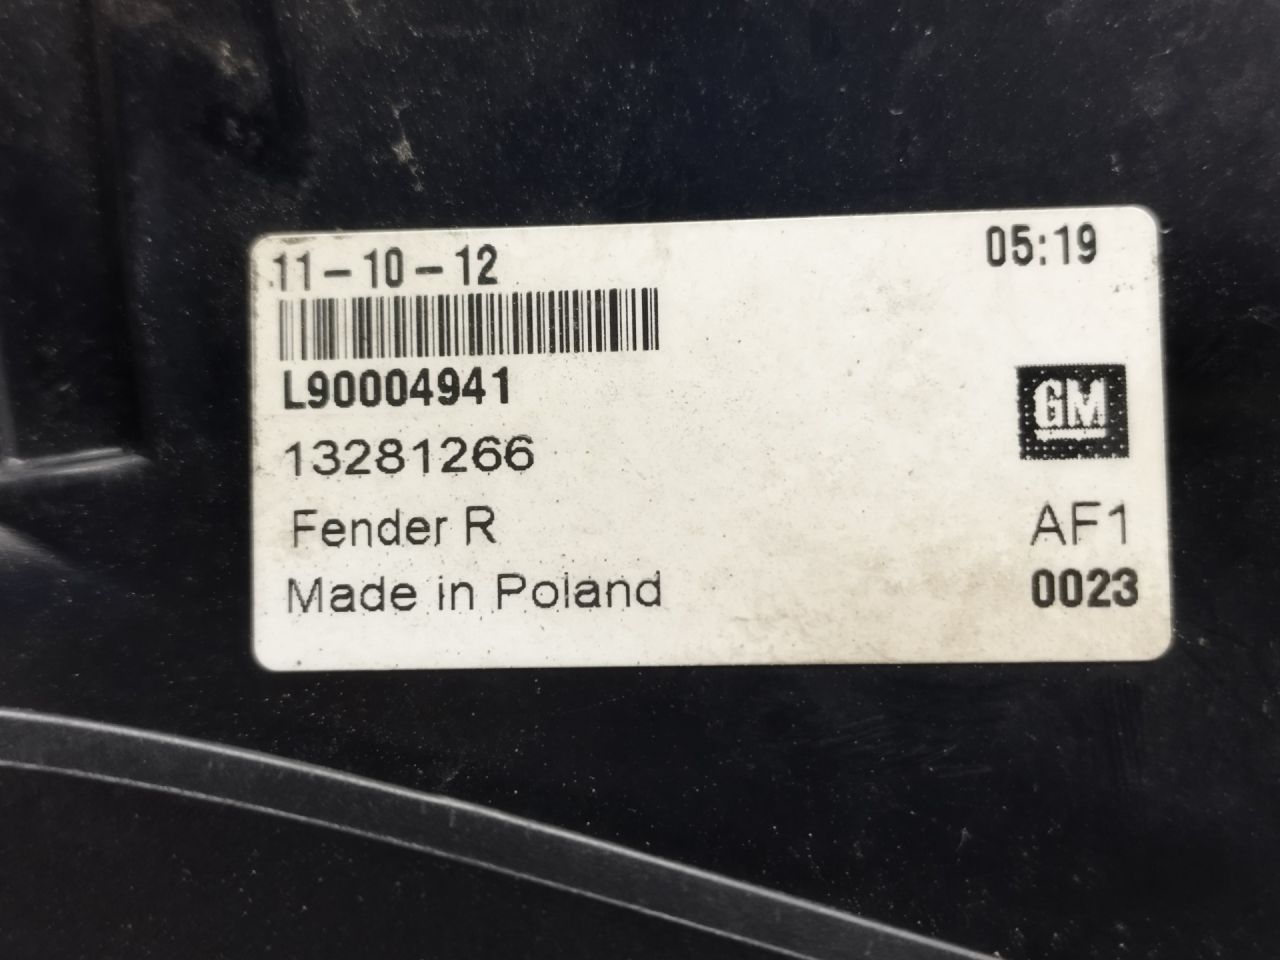 11-10-12 05:19
L90004941
GM
13281266
Fender R AF1
Made in Poland 0023